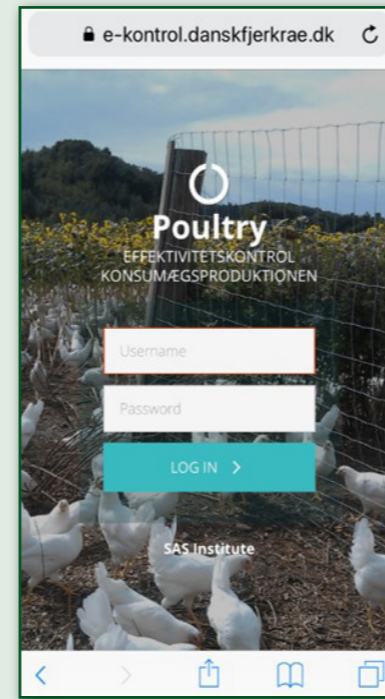 e-kontrol.danskfjerkrae.dk
Poultry
EFFEKTIVITETSKONTROL
KONSUMÆGSPRODUKTIONEN
Username
Password
LOG IN
SAS Institute